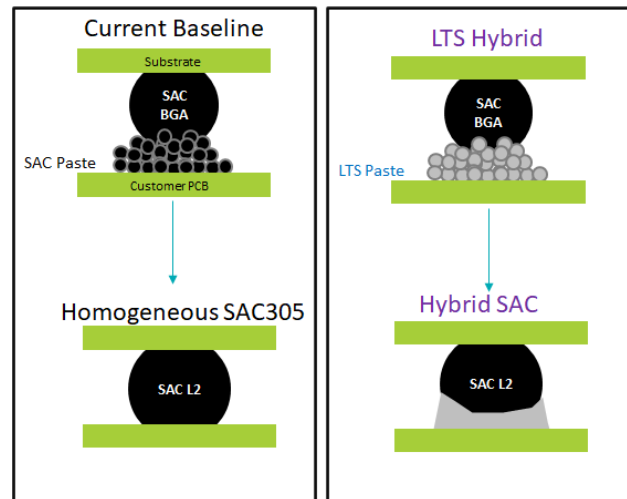 Current Baseline
Substrate
SAC
BGA
SAC Paste
Customer PCB
Homogeneous SAC305
SAC L2
LTS Hybrid
SAC
BGA
LTS Paste
Hybrid SAC
SAC L2